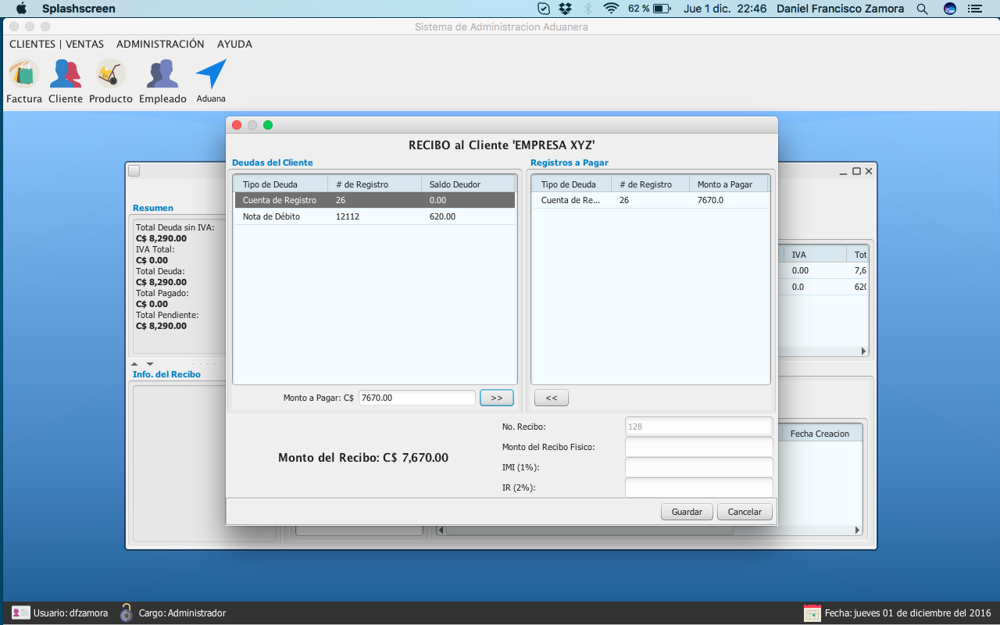 Splashscreen 62 % Jue 1 dic. 22:46 Daniel Francisco Zamora
Sistema de Administracion Aduanera
CLIENTES | VENTAS ADMINISTRACIÓN AYUDA
Factura Cliente Producto Empleado Aduana
RECIBO al Cliente 'EMPRESA XYZ'
Deudas del Cliente
Tipo de Deuda # de Registro Saldo Deudor
Cuenta de Registro 26 0.00
Nota de Débito 12112 620.00
Monto a Pagar: C$ 7670.00 >>
Registros a Pagar
Tipo de Deuda # de Registro Monto a Pagar
Cuenta de Re... 26 7670.0
<<
Monto del Recibo: C$ 7,670.00
No. Recibo: 128
Monto del Recibo Fisico:
IMI (1%):
IR (2%):
Guardar Cancelar
Resumen
Total Deuda sin IVA:
C$ 8,290.00
IVA Total:
C$ 0.00
Total Deuda:
C$ 8,290.00
Total Pagado:
C$ 0.00
Total Pendiente:
C$ 8,290.00
Info. del Recibo
IVA Tot
0.00 7,6
0.0 620
Fecha Creacion
Usuario: dfzamora Cargo: Administrador Fecha: jueves 01 de diciembre del 2016